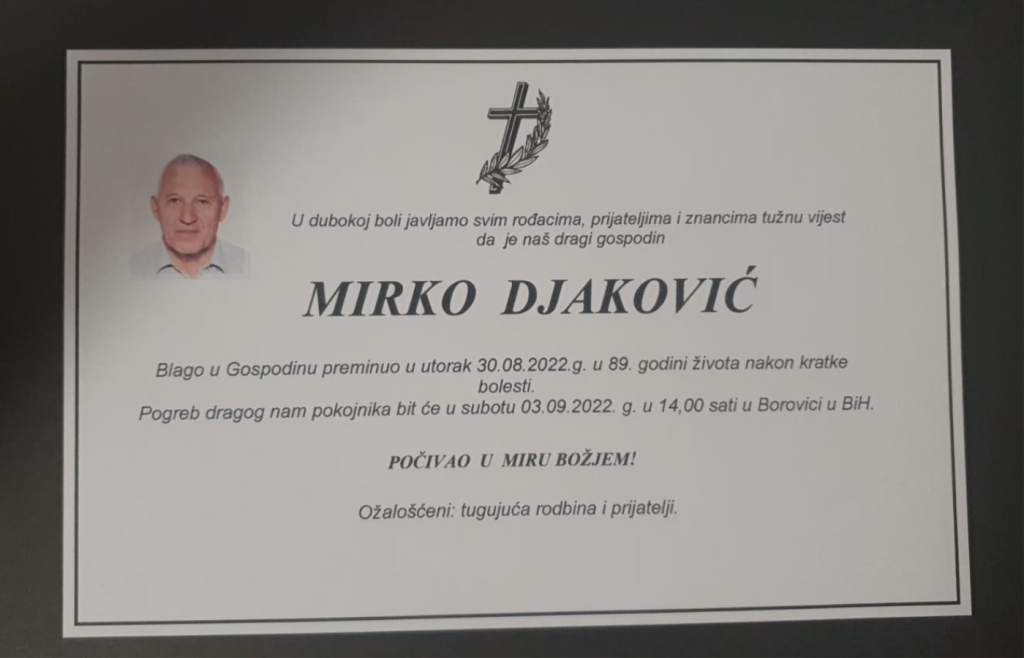 U dubokoj boli javljamo svim rođacima, prijateljima i znancima tužnu vijest
da je naš dragi gospodin
MIRKO DJAKOVIĆ
Blago u Gospodinu preminuo u utorak 30.08.2022.g. u 89. godini života nakon kratke
bolesti.
Pogreb dragog nam pokojnika bit će u subotu 03.09.2022. g. u 14,00 sati u Borovici u BiH.
POČIVAO U MIRU BOŽJEM!
Ožalošćeni: tugujuća rodbina i prijatelji.